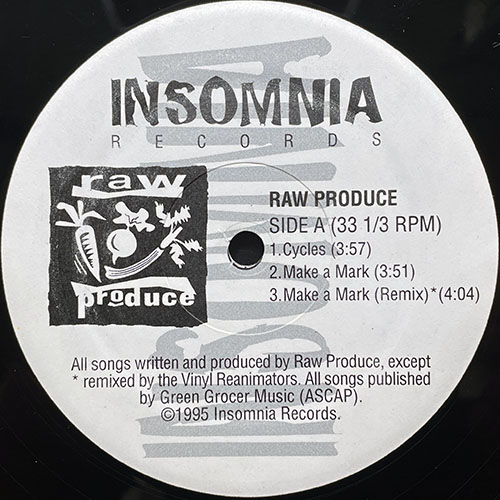 INSOMNIA
RECORDS
raw
produce
RAW PRODUCE
SIDE A (33 1/3 RPM)
1.Cycles (3:57)
2.Make a Mark (3:51)
3.Make a Mark (Remix)*(4:04)
All songs written and produced by Raw Produce, except
* remixed by the Vinyl Reanimators. All songs published
by Green Grocer Music (ASCAP).
©1995 Insomnia Records.
INSOMNIA